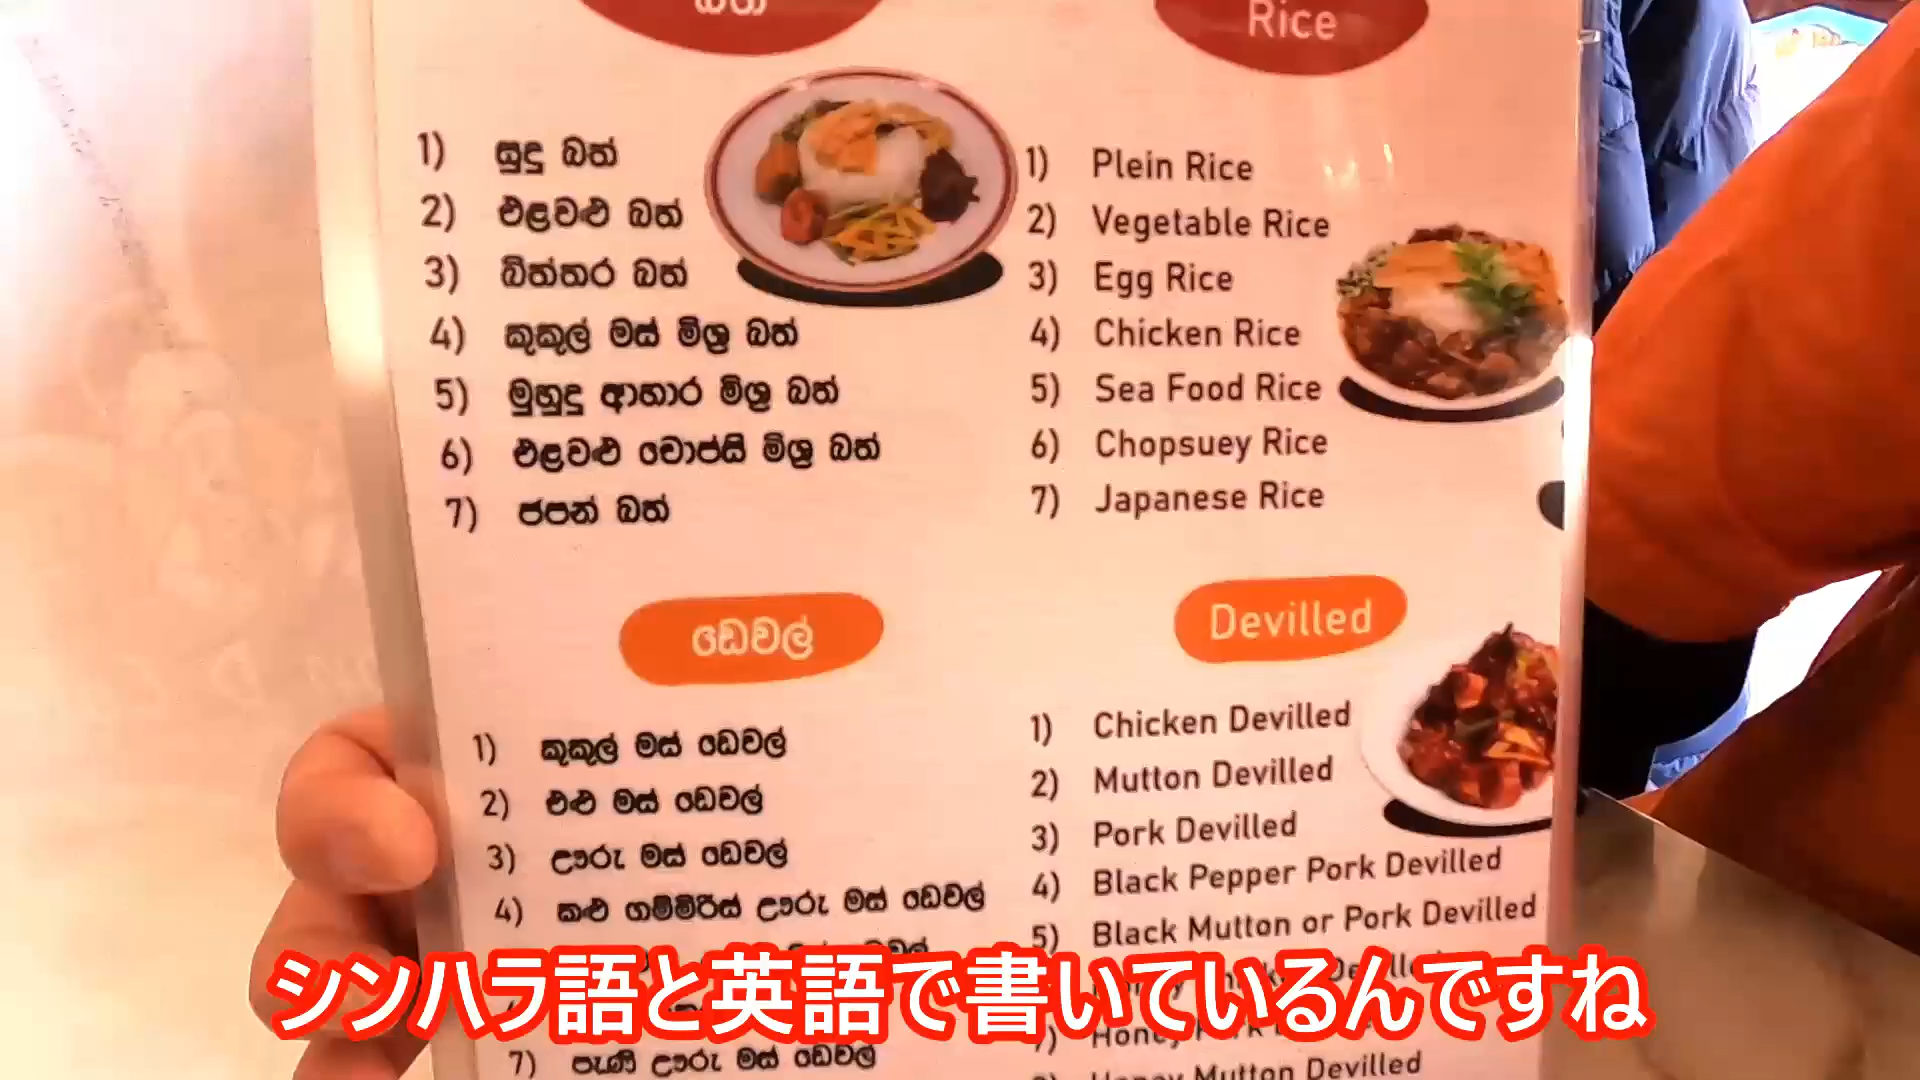 බත්
1) සුදු බත්
2) එළවළු බත්
3) බිත්තර බත්
4) කුකුල් මස් මිශ්‍ර බත්
5) මුහුදු ආහාර මිශ්‍ර බත්
6) එළවළු චොප්සි මිශ්‍ර බත්
7) ජපන් බත්
ඩෙවල්
1) කුකුල් මස් ඩෙවල්
2) එළු මස් ඩෙවල්
3) ඌරු මස් ඩෙවල්
4) කළු ගම්මිරිස් ඌරු මස් ඩෙවල්
7) පැණි ඌරු මස් ඩෙවල්
Rice
1) Plein Rice
2) Vegetable Rice
3) Egg Rice
4) Chicken Rice
5) Sea Food Rice
6) Chopsuey Rice
7) Japanese Rice
Devilled
1) Chicken Devilled
2) Mutton Devilled
3) Pork Devilled
4) Black Pepper Pork Devilled
5) Black Mutton or Pork Devilled
Honey Mutton Devilled
シンハラ語と英語で書いているんですね